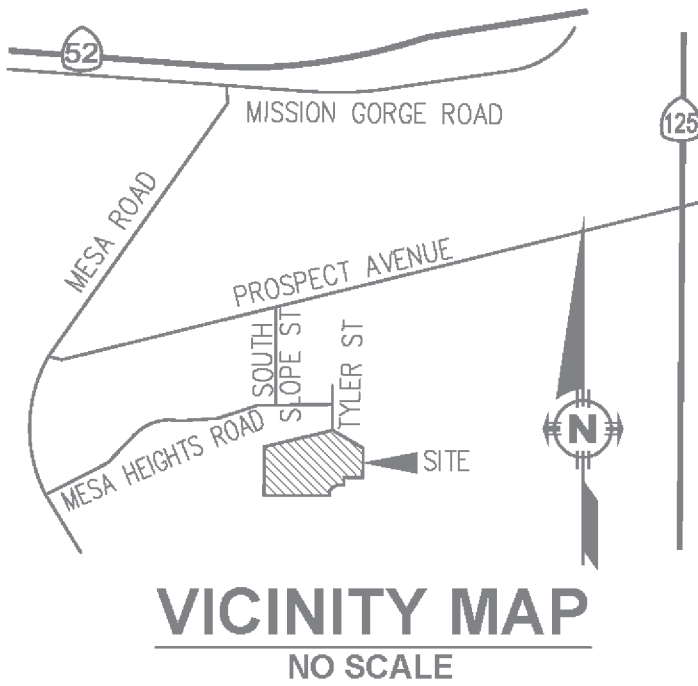 52
MISSION GORGE ROAD
125
MESA ROAD
PROSPECT AVENUE
SOUTH
SLOPE ST
TYLER ST
MESA HEIGHTS ROAD
N
SITE
VICINITY MAP
NO SCALE